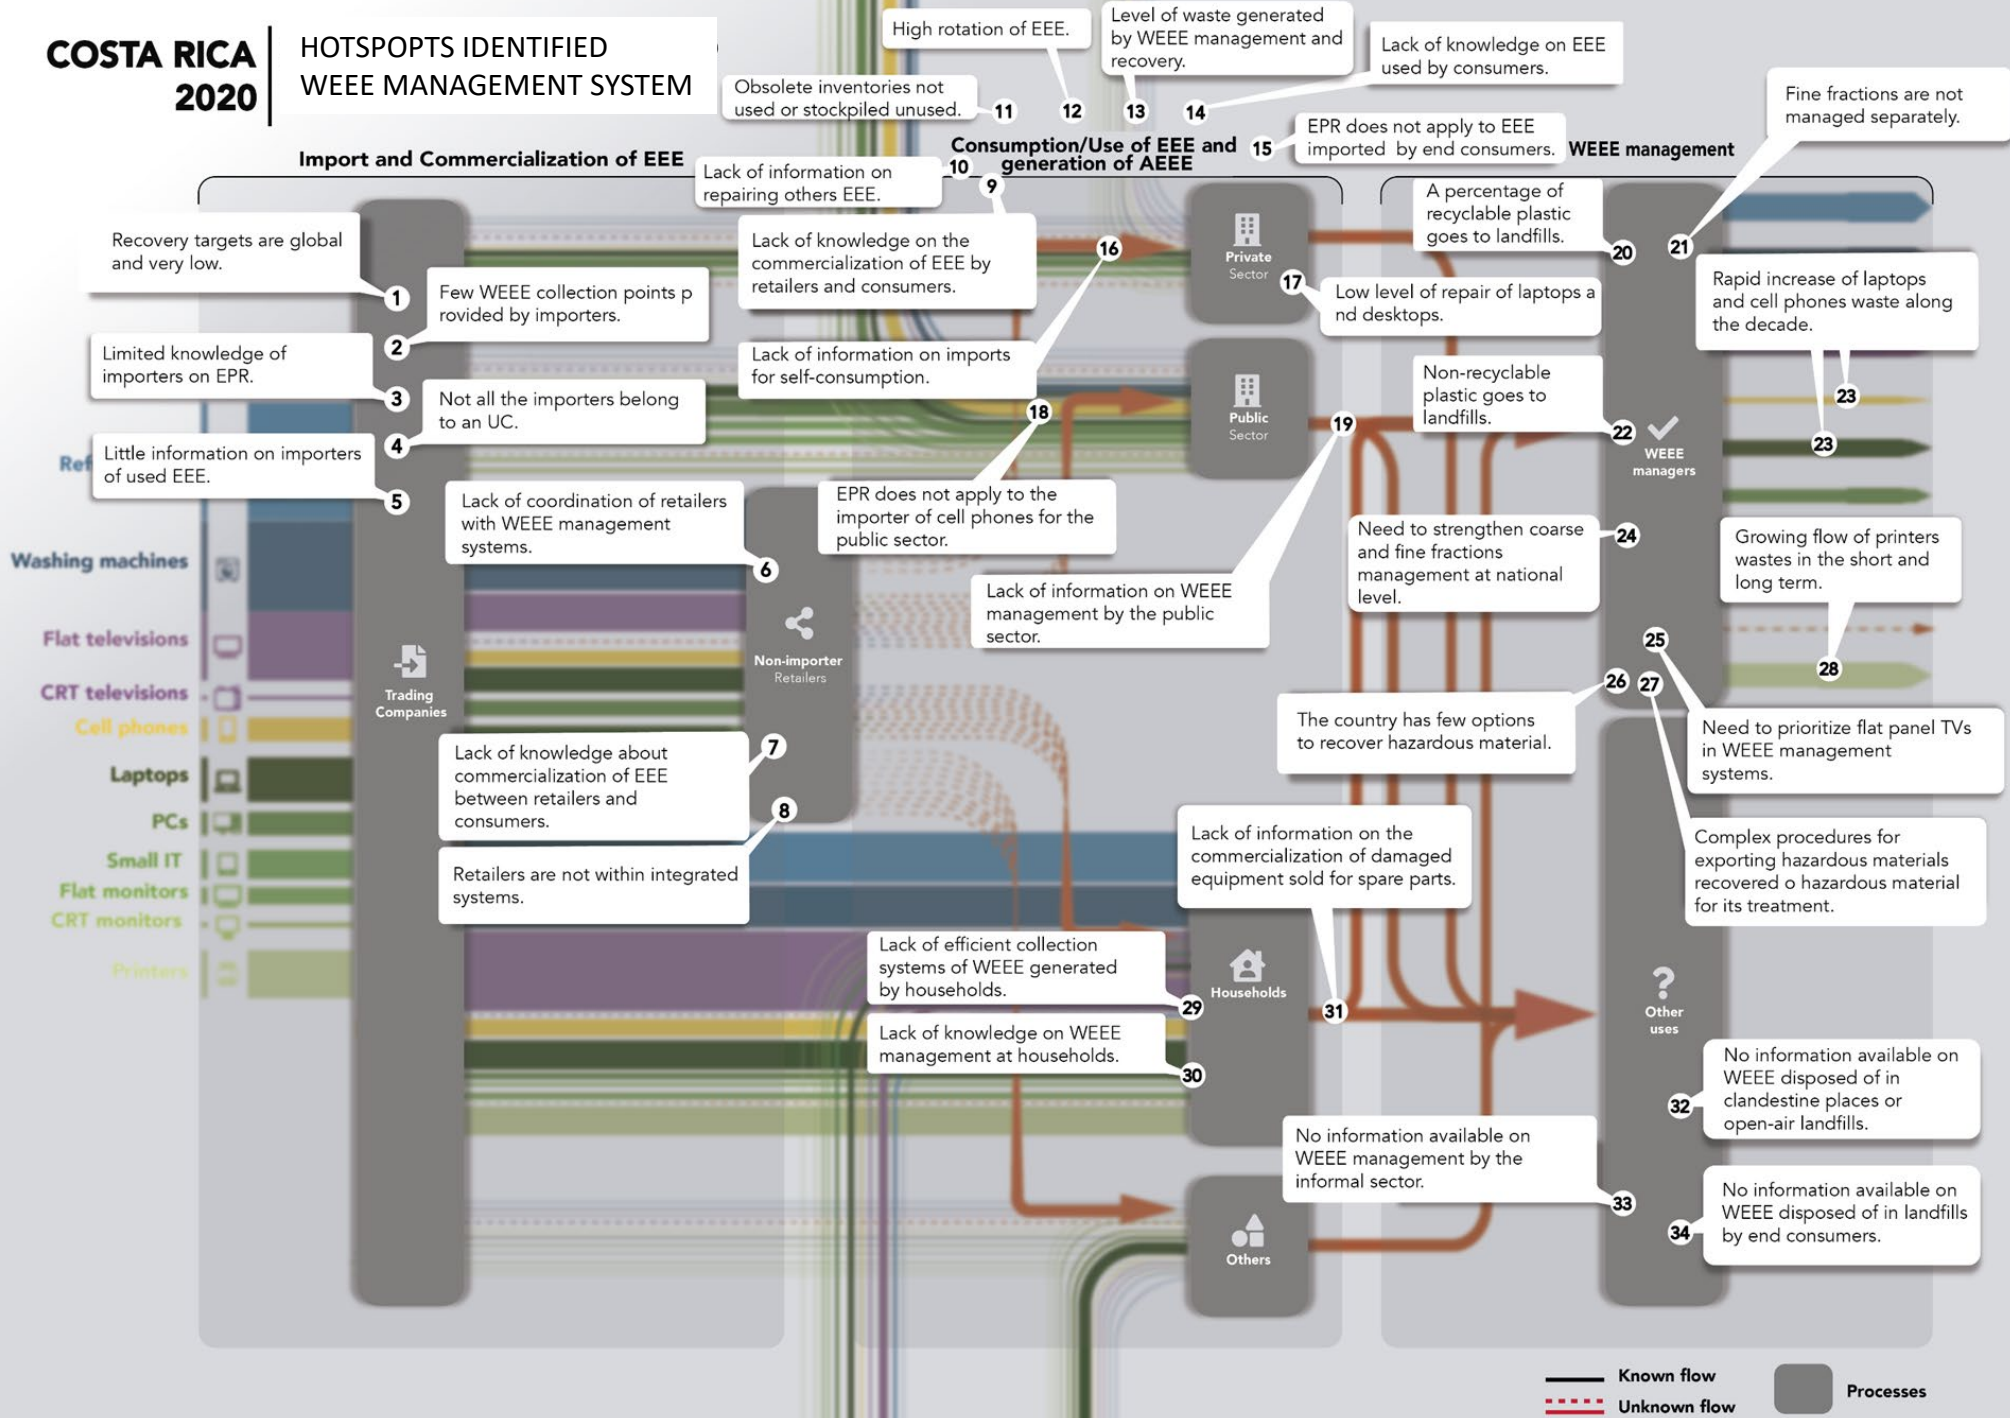 COSTA RICA
2020
HOTSPOPTS IDENTIFIED
WEEE MANAGEMENT SYSTEM
High rotation of EEE.
12
Level of waste generated
by WEEE management and
recovery.
13
Lack of knowledge on EEE
used by consumers.
14
Obsolete inventories not
used or stockpiled unused.
11
Fine fractions are not
managed separately.
21
EPR does not apply to EEE
imported by end consumers.
15
Import and Commercialization of EEE
Consumption/Use of EEE and
generation of AEEE
WEEE management
Lack of information on
repairing others EEE.
10
9
Lack of knowledge on the
commercialization of EEE by
retailers and consumers.
Recovery targets are global
and very low.
1
Few WEEE collection points p
rovided by importers.
2
Limited knowledge of
importers on EPR.
3
Not all the importers belong
to an UC.
4
Little information on importers
of used EEE.
5
Lack of information on imports
for self-consumption.
16
Private
Sector
17
Low level of repair of laptops a
nd desktops.
A percentage of
recyclable plastic
goes to landfills.
20
Rapid increase of laptops
and cell phones waste along
the decade.
23
23
Non-recyclable
plastic goes to
landfills.
22
Public
Sector
18
19
WEEE
managers
Ref
Washing machines
Flat televisions
CRT televisions
Cell phones
Laptops
PCs
Small IT
Flat monitors
CRT monitors
Printers
Trading
Companies
Lack of coordination of retailers
with WEEE management
systems.
6
EPR does not apply to the
importer of cell phones for the
public sector.
Lack of information on WEEE
management by the public
sector.
Need to strengthen coarse
and fine fractions
management at national
level.
24
Growing flow of printers
wastes in the short and
long term.
28
Non-importer
Retailers
25
26
27
The country has few options
to recover hazardous material.
Need to prioritize flat panel TVs
in WEEE management
systems.
Lack of knowledge about
commercialization of EEE
between retailers and
consumers.
7
8
Retailers are not within integrated
systems.
Lack of information on the
commercialization of damaged
equipment sold for spare parts.
31
Complex procedures for
exporting hazardous materials
recovered o hazardous material
for its treatment.
Lack of efficient collection
systems of WEEE generated
by households.
29
Households
Lack of knowledge on WEEE
management at households.
30
Other
uses
No information available on
WEEE disposed of in
clandestine places or
open-air landfills.
32
No information available on
WEEE management by the
informal sector.
33
No information available on
WEEE disposed of in landfills
by end consumers.
34
Others
Known flow
Unknown flow
Processes